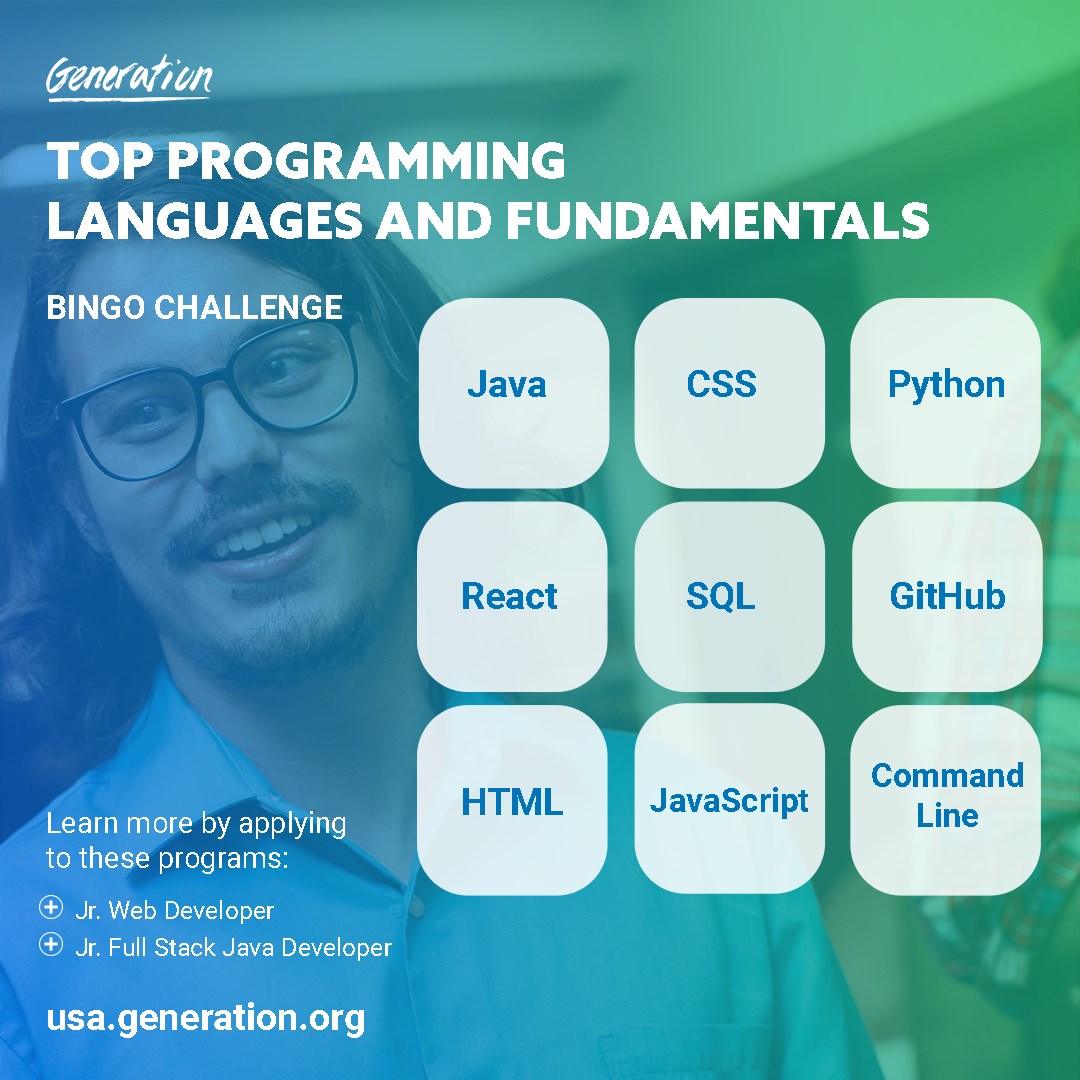 Generation
TOP PROGRAMMING
LANGUAGES AND FUNDAMENTALS
BINGO CHALLENGE
Java
CSS
Python
React
SQL
GitHub
HTML
JavaScript
Command
Line
Learn more by applying
to these programs:
Jr. Web Developer
Jr. Full Stack Java Developer
usa.generation.org